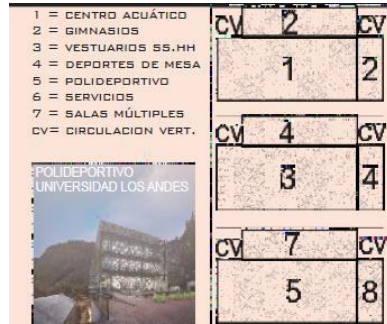 1 = CENTRO ACUÁTICO
2 = GIMNASIOS
3 = VESTUARIOS SS.HH
4 = DEPORTES DE MESA
5 = POLIDEPORTIVO
6 = SERVICIOS
7 = SALAS MÚLTIPLES
CV= CIRCULACION VERT.
POLIDEPORTIVO
UNIVERSIDAD LOS ANDES
CV 2 CV
1 2
CV 4 CV
3 4
CV 7 CV
5 8